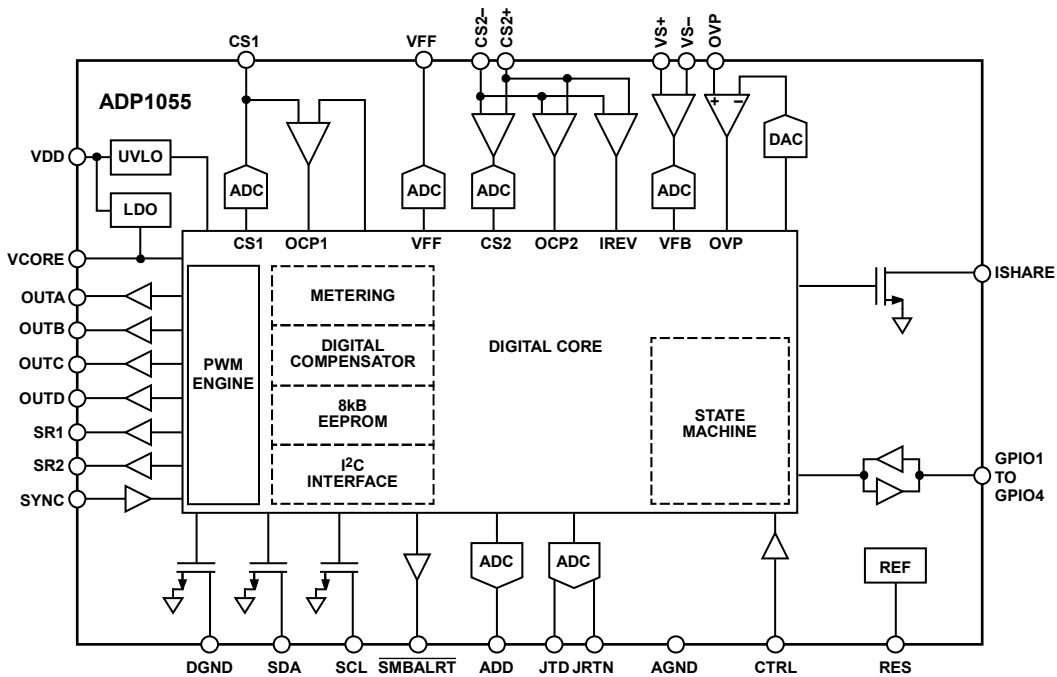 CS1
VFF
CS2–
CS2+
VS+
VS–
OVP
ADP1055
+ –
VDD
UVLO
DAC
LDO
ADC
ADC
ADC
ADC
VCORE
CS1
OCP1
VFF
CS2
OCP2
IREV
VFB
OVP
OUTA
OUTB
OUTC
OUTD
SR1
SR2
SYNC
PWM
ENGINE
METERING
DIGITAL
COMPENSATOR
8kB
EEPROM
I2C
INTERFACE
DIGITAL CORE
STATE
MACHINE
ISHARE
GPIO1
TO
GPIO4
ADC
ADC
REF
DGND
SDA
SCL
SMBALRT
ADD
JTD
JRTN
AGND
CTRL
RES